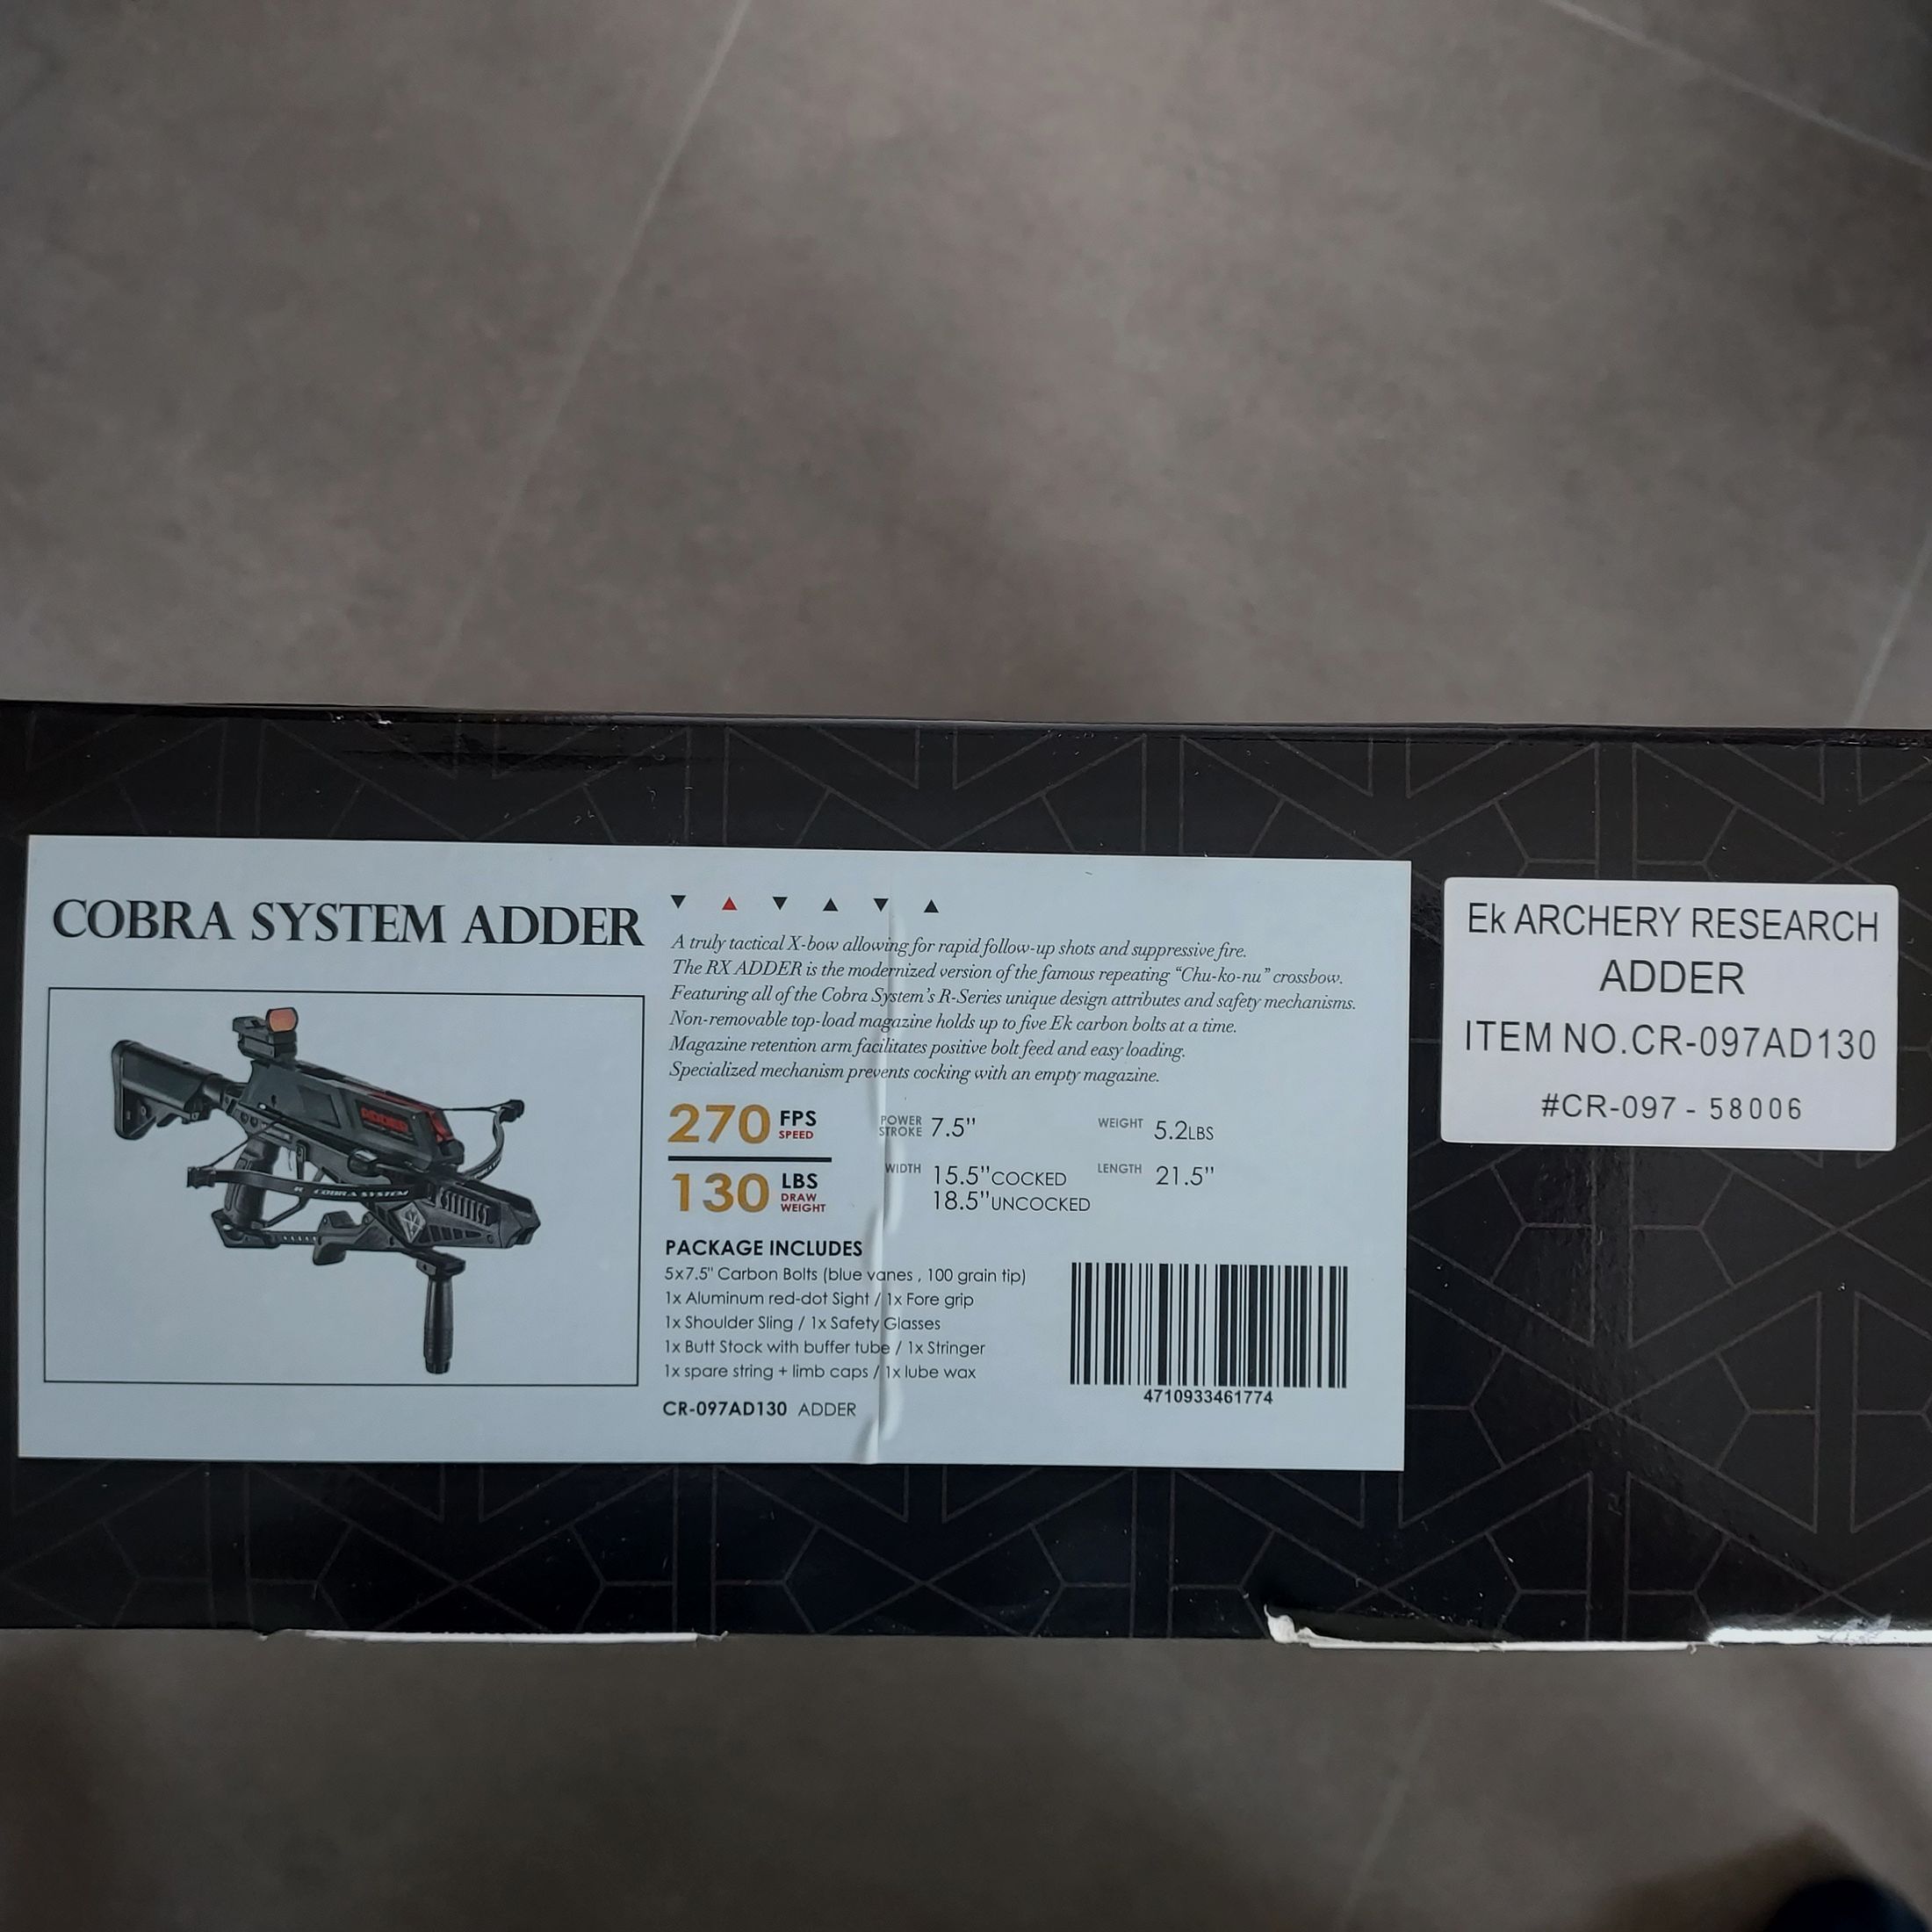 COBRA SYSTEM ADDER
A truly tactical X-bow allowing for rapid follow-up shots and suppressive fire.
The RX ADDER is the modernized version of the famous repeating "Chu-ko-nu" crossbow.
Featuring all of the Cobra System's R-Series unique design attributes and safety mechanisms.
Non-removable top-load magazine holds up to five Ek carbon bolts at a time.
Magazine retention arm facilitates positive bolt feed and easy loading.
Specialized mechanism prevents cocking with an empty magazine.
ADDER
COBRA SYSTEM
270 FPS SPEED
130 LBS DRAW WEIGHT
POWER STROKE 7.5"
WEIGHT 5.2LBS
WIDTH 15.5"COCKED
18.5"UNCOCKED
LENGTH 21.5"
PACKAGE INCLUDES
5x7.5" Carbon Bolts (blue vanes , 100 grain tip)
1x Aluminum red-dot Sight / 1x Fore grip
1x Shoulder Sling / 1x Safety Glasses
1x Butt Stock with buffer tube / 1x Stringer
1x spare string + limb caps / 1x lube wax
CR-097AD130 ADDER
4710933461774
Ek ARCHERY RESEARCH
ADDER
ITEM NO.CR-097AD130
#CR-097 - 58006